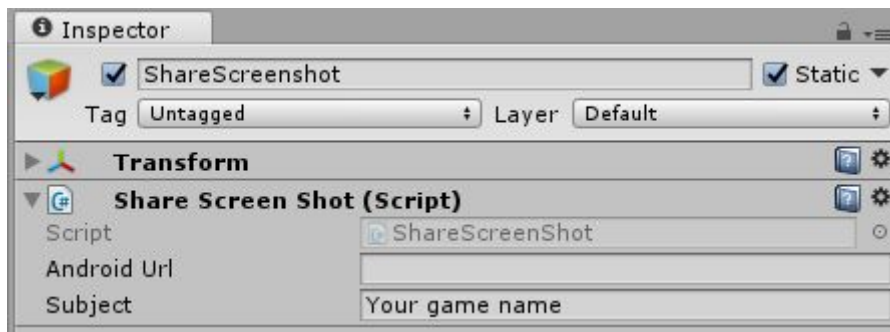 Inspector
ShareScreenshot Static
Tag Untagged Layer Default
Transform
Share Screen Shot (Script)
Script ShareScreenShot
Android Url
Subject Your game name